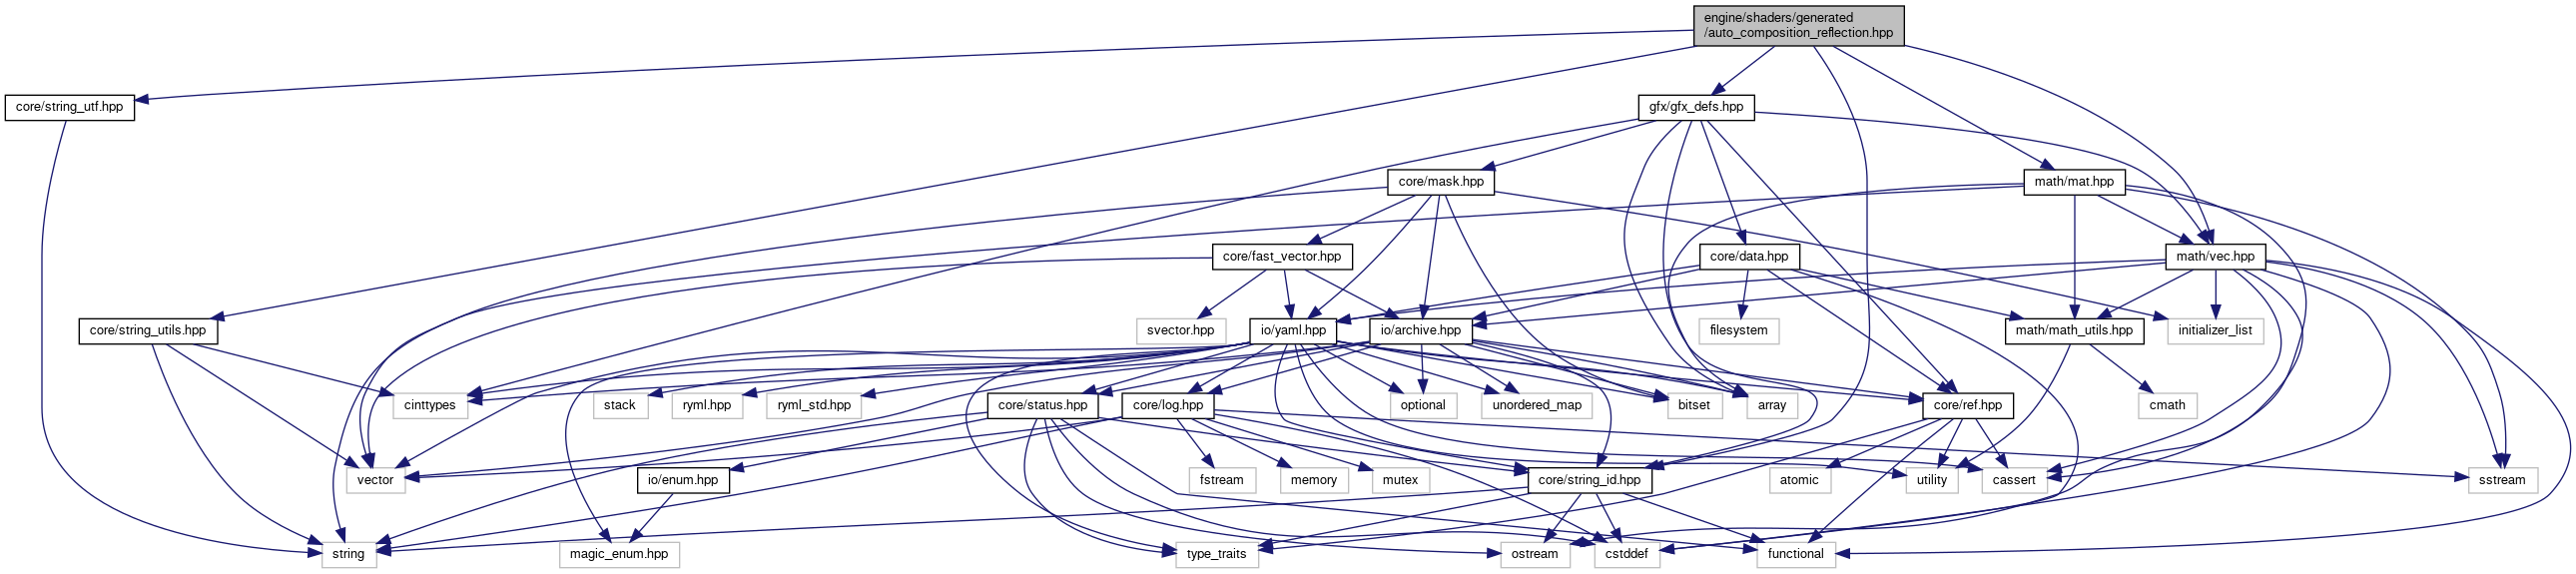 engine/shaders/generated
/auto_composition_reflection.hpp
core/string_utf.hpp
gfx/gfx_defs.hpp
core/mask.hpp
math/mat.hpp
core/fast_vector.hpp
core/data.hpp
math/vec.hpp
core/string_utils.hpp
svector.hpp
io/yaml.hpp
io/archive.hpp
filesystem
math/math_utils.hpp
initializer_list
cinttypes
stack
ryml.hpp
ryml_std.hpp
core/status.hpp
core/log.hpp
optional
unordered_map
bitset
array
core/ref.hpp
cmath
vector
io/enum.hpp
fstream
memory
mutex
core/string_id.hpp
atomic
utility
cassert
sstream
string
magic_enum.hpp
type_traits
ostream
cstddef
functional